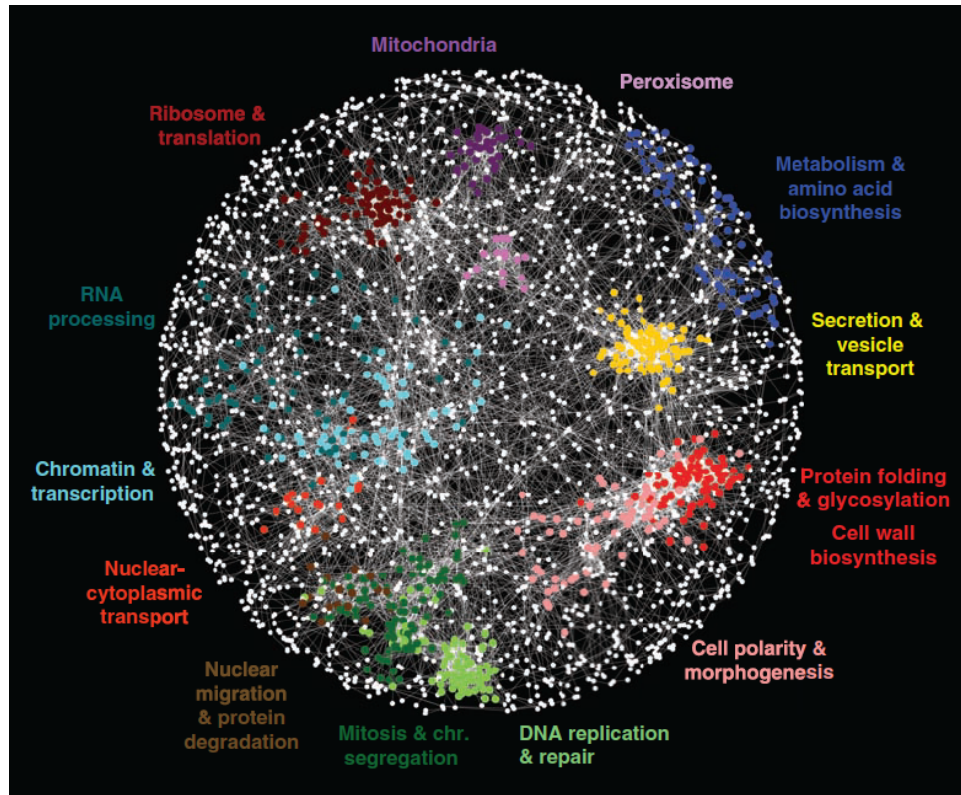 Mitochondria
Peroxisome
Ribosome &
translation
Metabolism &
amino acid
biosynthesis
RNA
processing
Secretion &
vesicle
transport
Chromatin &
transcription
Protein folding
& glycosylation
Cell wall
biosynthesis
Nuclear-
cytoplasmic
transport
Cell polarity &
morphogenesis
Nuclear
migration
& protein
degradation
Mitosis & chr.
segregation
DNA replication
& repair